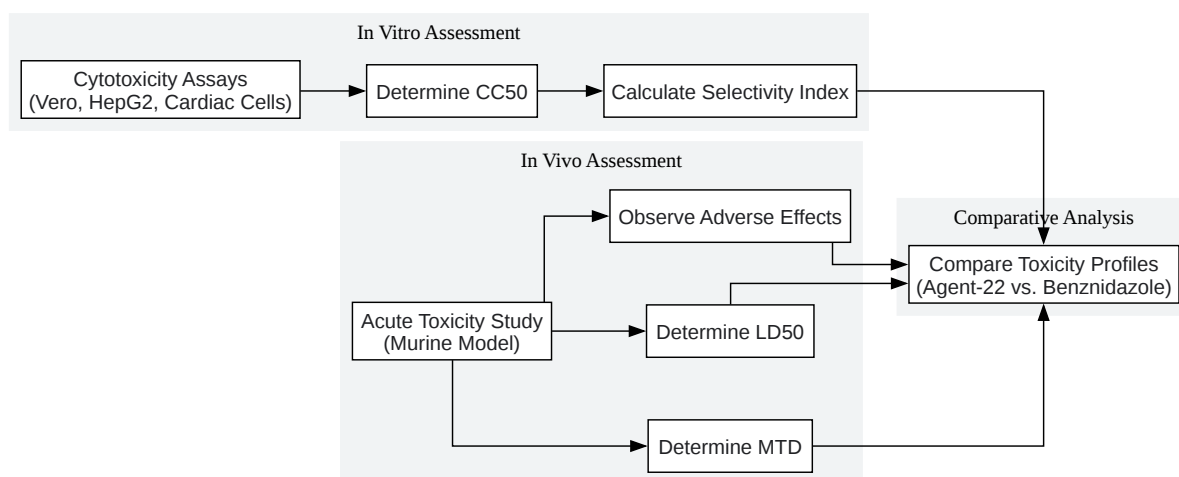 In Vitro Assessment
Cytotoxicity Assays
(Vero, HepG2, Cardiac Cells)
Determine CC50
Calculate Selectivity Index
In Vivo Assessment
Observe Adverse Effects
Acute Toxicity Study
(Murine Model)
Determine LD50
Determine MTD
Comparative Analysis
Compare Toxicity Profiles
(Agent-22 vs. Benznidazole)